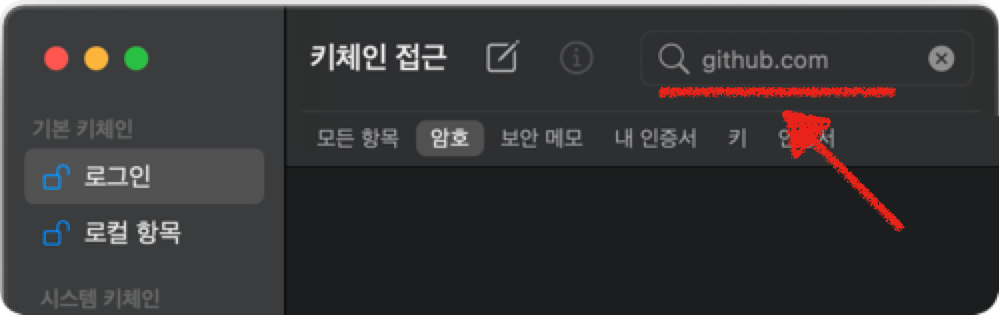 키체인 접근
github.com
기본 키체인
모든 항목 암호 보안 메모 내 인증서 키
로그인
로컬 항목
시스템 키체인